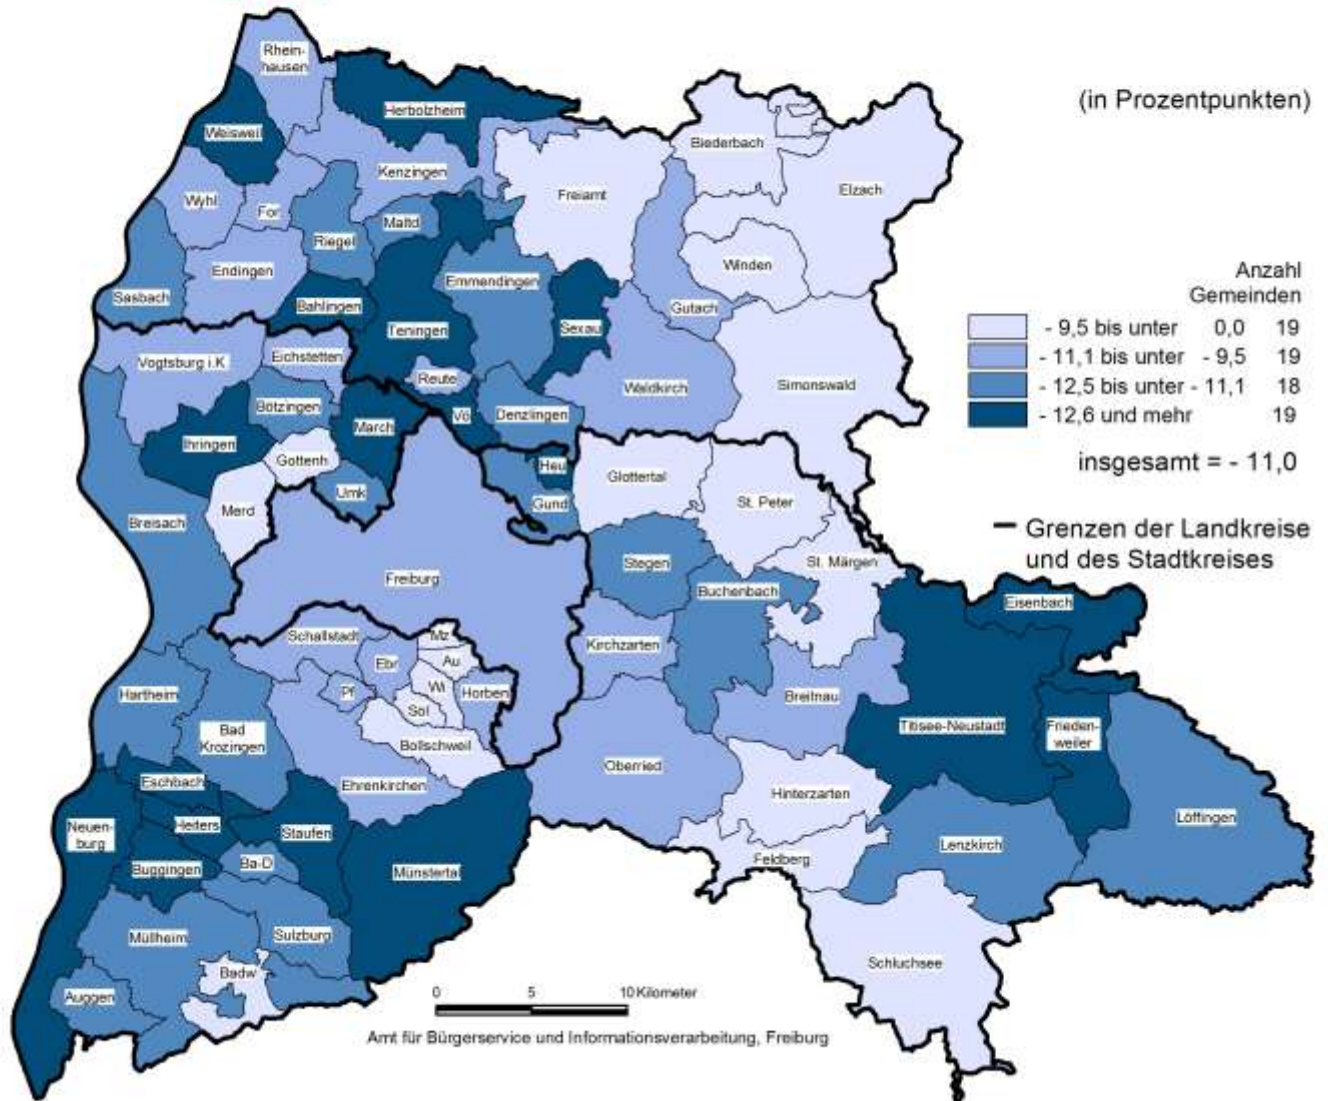 Rhein-
hausen
(in Prozentpunkten)
Herbolzheim
Weisweil
Biederbach
Kenzingen
Elzach
Freiamt
Wyhl
For
Maltd
Riegel
Winden
Endingen
Emmendingen
Sasbach
Bahlingen
Gutach
Teningen
Sexau
Anzahl
Gemeinden
- 9,5 bis unter 0,0 19
- 11,1 bis unter - 9,5 19
- 12,5 bis unter - 11,1 18
- 12,6 und mehr 19
insgesamt = - 11,0
Grenzen der Landkreise
und des Stadtkreises
Vogtsburg i.K
Eichstetten
Reute
Waldkirch
Simonswald
Bötzingen
March
Vö
Denzlingen
Ihringen
Gottenh
Heu
Glottertal
Umk
Gund
St. Peter
Merd
Breisach
Stegen
St. Märgen
Freiburg
Buchenbach
Eisenbach
Schallstadt
Mz
Kirchzarten
Ebr
Au
Hartheim
Pf
Wi
Horben
Breitnau
Sol
Titisee-Neustadt
Frieden-
weiler
Bad
Krozingen
Bollschweil
Oberried
Eschbach
Ehrenkirchen
Hinterzarten
Neuen-
burg
Heiters
Staufen
Löffingen
Buggingen
Ba-D
Münstertal
Feldberg
Lenzkirch
Müllheim
Sulzburg
Badw
Schluchsee
Auggen
0 5 10 Kilometer
Amt für Bürgerservice und Informationsverarbeitung, Freiburg